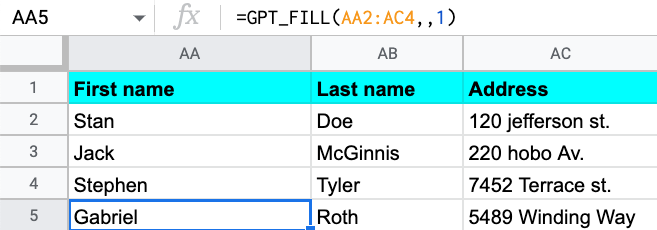 AA5 fx =GPT_FILL(AA2:AC4,,1)
AA AB AC
1 First name Last name Address
2 Stan Doe 120 jefferson st.
3 Jack McGinnis 220 hobo Av.
4 Stephen Tyler 7452 Terrace st.
5 Gabriel Roth 5489 Winding Way